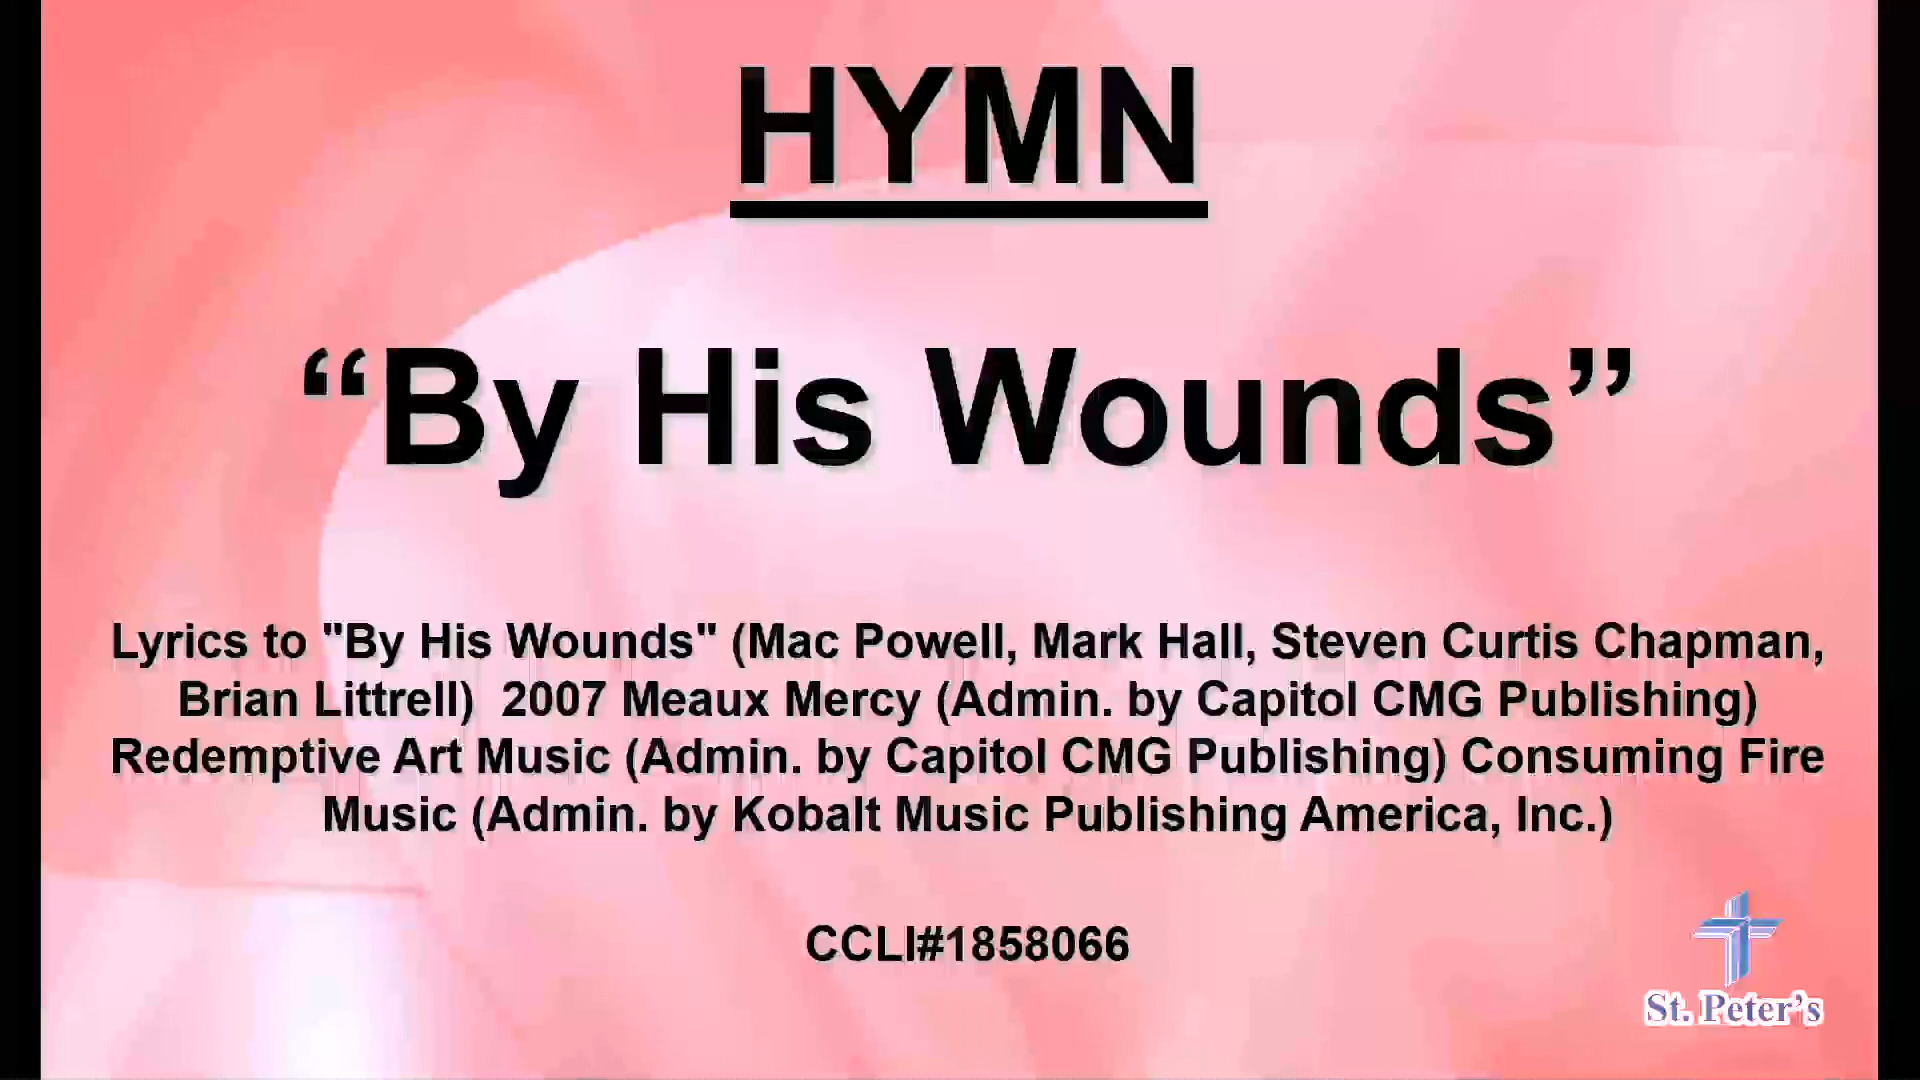 HYMN
“By His Wounds”
Lyrics to "By His Wounds" (Mac Powell, Mark Hall, Steven Curtis Chapman,
Brian Littrell)  2007 Meaux Mercy (Admin. by Capitol CMG Publishing)
Redemptive Art Music (Admin. by Capitol CMG Publishing) Consuming Fire
Music (Admin. by Kobalt Music Publishing America, Inc.)
CCLI#1858066
St. Peter’s